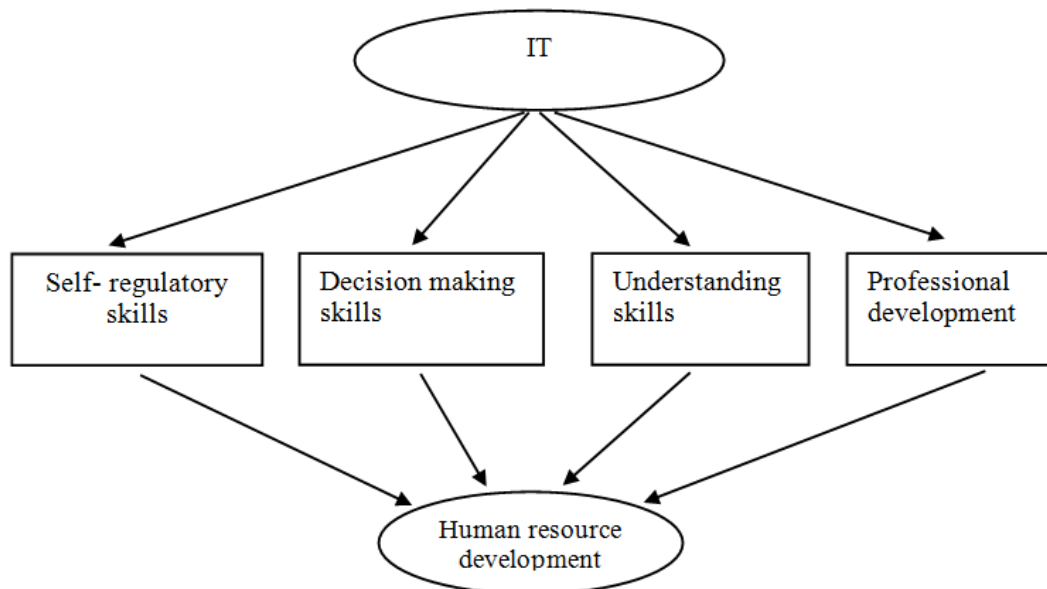 IT
Self- regulatory
skills
Decision making
skills
Understanding
skills
Professional
development
Human resource
development